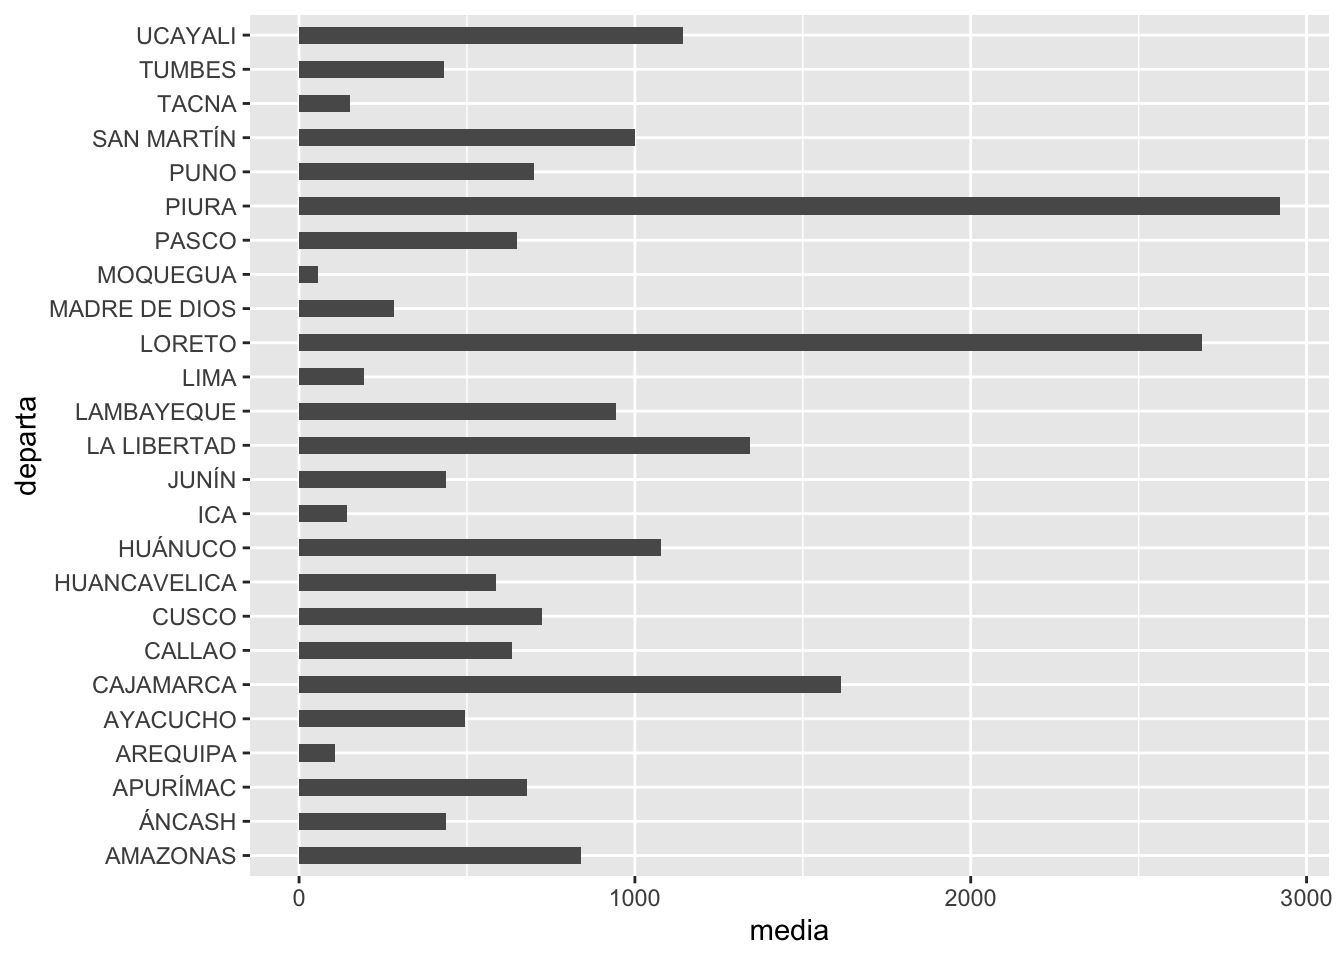 UCAYALI
TUMBES
TACNA
SAN MARTÍN
PUNO
PIURA
PASCO
MOQUEGUA
MADRE DE DIOS
LORETO
LIMA
LAMBAYEQUE
LA LIBERTAD
JUNÍN
ICA
HUÁNUCO
HUANCAVELICA
CUSCO
CALLAO
CAJAMARCA
AYACUCHO
AREQUIPA
APURÍMAC
ÁNCASH
AMAZONAS
departa
0 1000 2000 3000
media